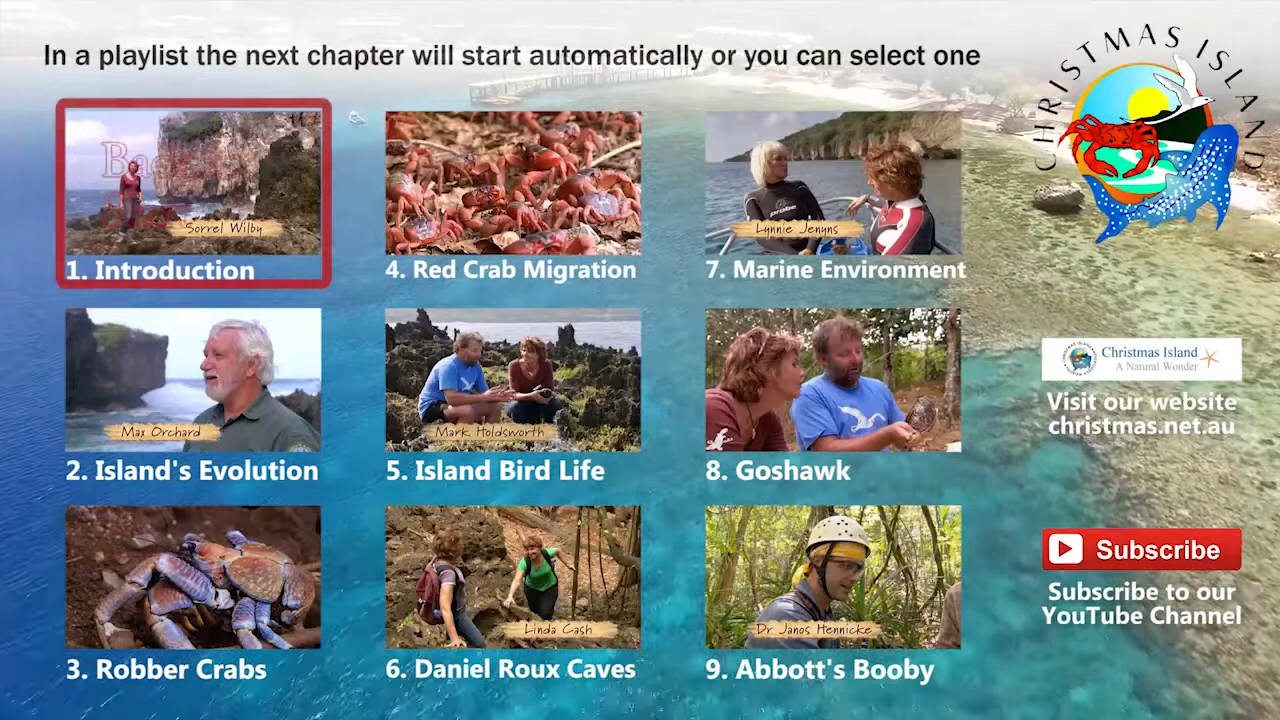 In a playlist the next chapter will start automatically or you can select one
CHRISTMAS ISLAND
Sorrel Wilby
1. Introduction
4. Red Crab Migration
Lynnie Jenyns
probe
7. Marine Environment
Christmas Island
A Natural Wonder
Visit our website
christmas.net.au
Max Orchard
2. Island's Evolution
Mark Holdsworth
5. Island Bird Life
8. Goshawk
Subscribe
Subscribe to our
YouTube Channel
3. Robber Crabs
Linda Cash
6. Daniel Roux Caves
Dr Janos Hennicke
9. Abbott's Booby